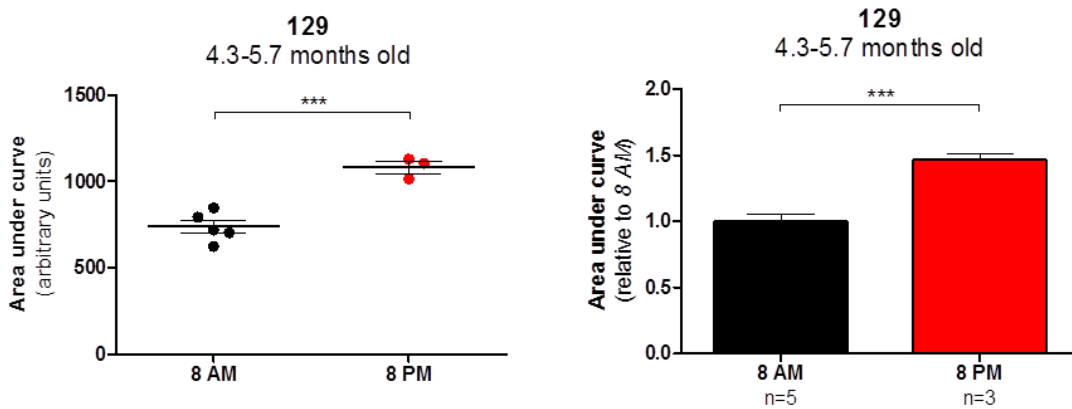 129
4.3-5.7 months old
Area under curve
(arbitrary units)
1500
1000
500
0
***
8 AM
8 PM
129
4.3-5.7 months old
Area under curve
(relative to 8 AM)
2.0
1.5
1.0
0.5
0.0
***
8 AM
8 PM
n=5
n=3